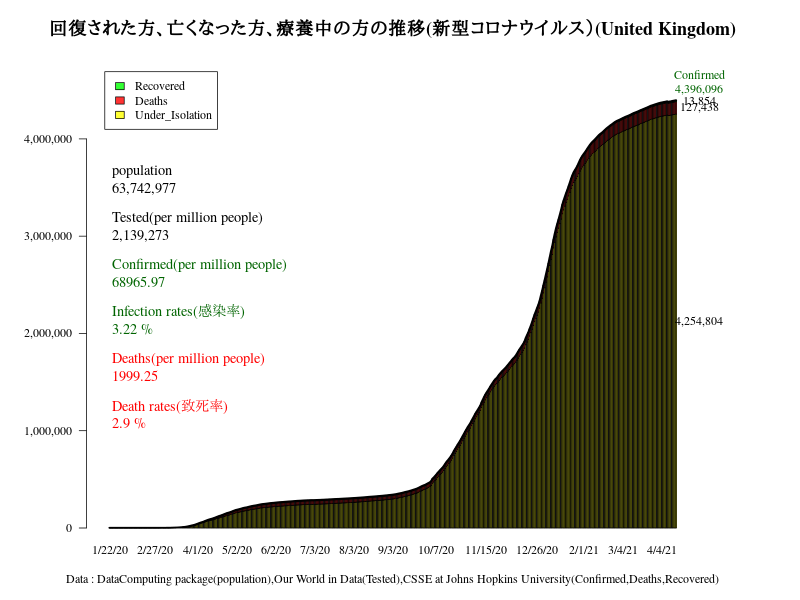 回復された方、亡くなった方、療養中の方の推移(新型コロナウイルス)(United Kingdom)
Confirmed
4,396,096
13,854
127,438
Recovered
Deaths
Under_Isolation
4,000,000
population
63,742,977
Tested(per million people)
2,139,273
3,000,000
Confirmed(per million people)
68965.97
Infection rates(感染率)
3.22 %
2,000,000
4,254,804
Deaths(per million people)
1999.25
Death rates(致死率)
2.9 %
1,000,000
0
1/22/20 2/27/20 4/1/20 5/2/20 6/2/20 7/3/20 8/3/20 9/3/20 10/7/20 11/15/20 12/26/20 2/1/21 3/4/21 4/4/21
Data : DataComputing package(population),Our World in Data(Tested),CSSE at Johns Hopkins University(Confirmed,Deaths,Recovered)